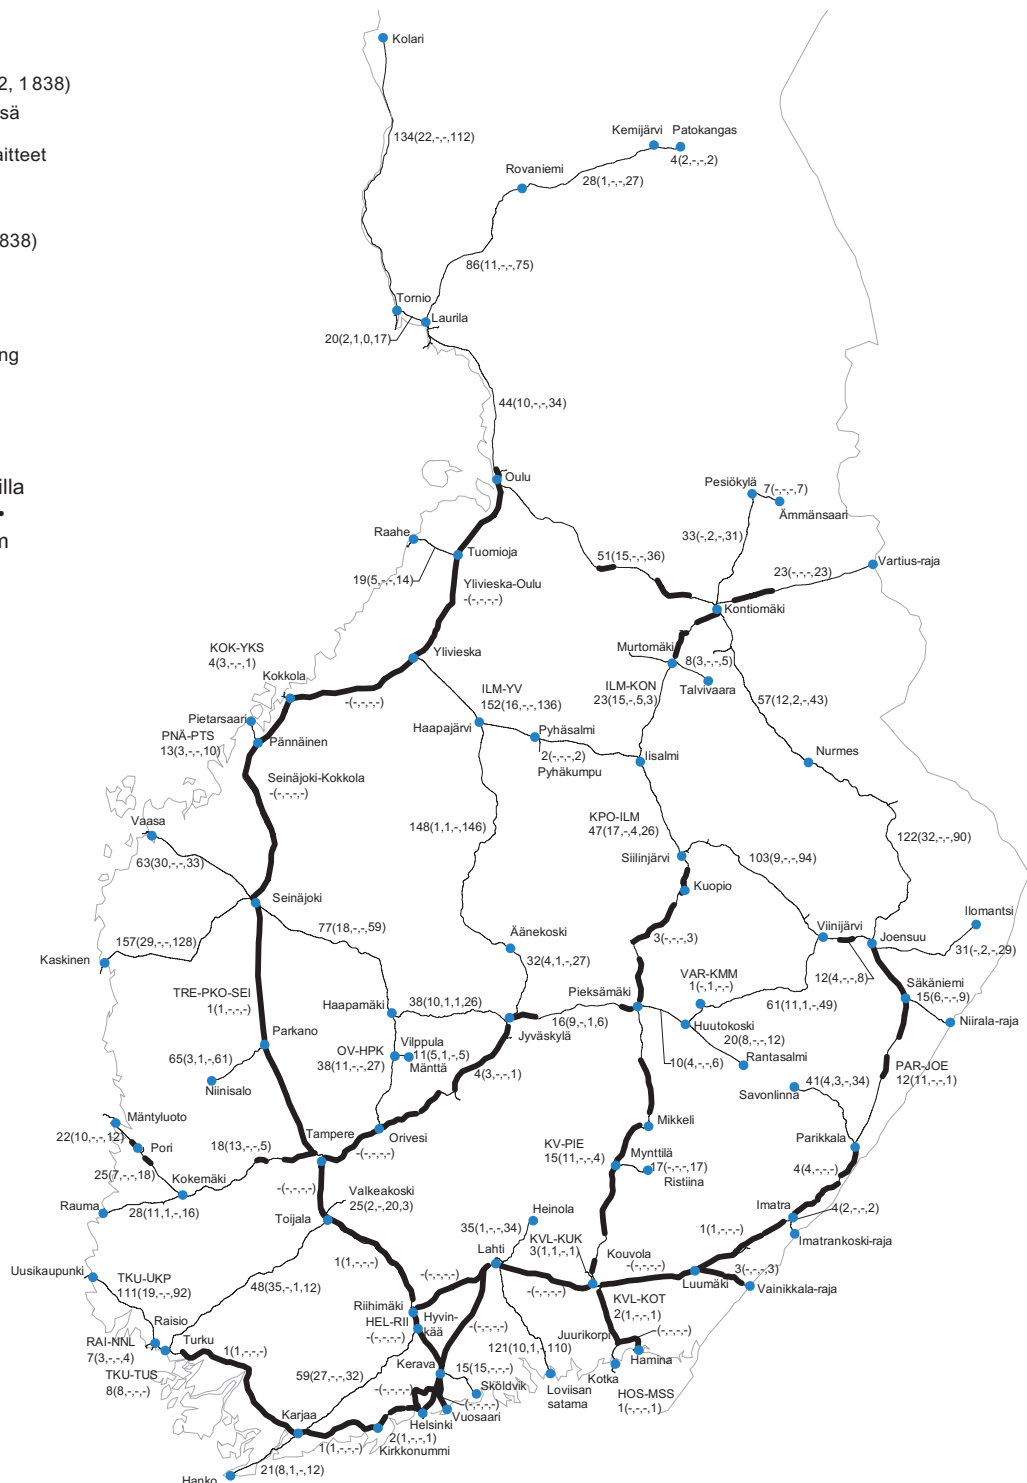 Kolari
2, 1 838)
sä
134(22,-,-,112)
Kemijärvi
Patokangas
aitteet
4(2,-,-,2)
Rovaniemi
28(1,-,-,27)
838)
86(11,-,-,75)
Tornio
Laurila
20(2,1,0,17)
ng
44(10,-,-,34)
Oulu
illa
Pesiökylä
7(-,-,-,7)
Ämmänsaari
Raahe
33(-,2,-,31)
m
Tuomioja
51(15,-,-,36)
Vartius-raja
19(5,-,-,14)
23(-,-,-,23)
Ylivieska-Oulu
-(-,-,-,-)
Kontiomäki
KOK-YKS
4(3,-,-,1)
Murtomäki
Ylivieska
8(3,-,-,5)
Kokkola
ILM-YV
152(16,-,-,136)
ILM-KON
23(15,-,5,3)
Talvivaara
57(12,2,-,43)
-(-,-,-,-)
Pietarsaari
Haapajärvi
Pyhäsalmi
PNÄ-PTS
13(3,-,-,10)
Pännäinen
2(-,-,-,2)
Pyhäkumpu
Iisalmi
Nurmes
Seinäjoki-Kokkola
-(-,-,-,-)
KPO-ILM
47(17,-,4,26)
Vaasa
148(1,1,-,146)
122(32,-,-,90)
63(30,-,-,33)
Siilinjärvi
103(9,-,-,94)
Kuopio
Seinäjoki
Ilomantsi
77(18,-,-,59)
Äänekoski
3(-,-,-,3)
Viinijärvi
Joensuu
157(29,-,-,128)
31(-,2,-,29)
Kaskinen
32(4,1,-,27)
VAR-KMM
1(-,1,-,-)
12(4,-,-,8)
TRE-PKO-SEI
1(1,-,-,-)
Haapamäki
38(10,1,1,26)
Pieksämäki
61(11,1,-,49)
Säkäniemi
15(6,-,-,9)
16(9,-,1,6)
Huutokoski
Niirala-raja
Parkano
Vilppula
Jyväskylä
20(8,-,-,12)
OV-HPK
38(11,-,-,27)
11(5,1,-,5)
Mänttä
10(4,-,-,6)
Rantasalmi
65(3,1,-,61)
4(3,-,-,1)
PAR-JOE
12(11,-,-,1)
Niinisalo
Savonlinna
41(4,3,-,34)
Mäntyluoto
Mikkeli
22(10,-,-,12)
Pori
Tampere
Orivesi
KV-PIE
15(11,-,-,4)
Parikkala
18(13,-,-,5)
-(-,-,-,-)
Mynttilä
17(-,-,-,17)
Ristiina
25(7,-,-,18)
Kokemäki
4(4,-,-,-)
-(-,-,-,-)
Valkeakoski
25(2,-,20,3)
Rauma
28(11,1,-,16)
Heinola
Imatra
4(2,-,-,2)
Toijala
35(1,-,-,34)
KVL-KUK
3(1,1,-,1)
1(1,-,-,-)
Imatrankoski-raja
Lahti
Kouvola
-(-,-,-,-)
Uusikaupunki
1(1,-,-,-)
-(-,-,-,-)
3(-,-,-,3)
TKU-UKP
111(19,-,-,92)
48(35,-,1,12)
-(-,-,-,-)
Luumäki
Vainikkala-raja
KVL-KOT
2(1,-,-,1)
Raisio
Riihimäki
Hyvin-
kää
HEL-RII
-(-,-,-,-)
-(-,-,-,-)
Juurikorpi
(-,-,-,-)
RAI-NNL
7(3,-,-,4)
Turku
121(10,1,-,110)
Hamina
1(1,-,-,-)
Kerava
15(15,-,-,-)
Kotka
TKU-TUS
8(8,-,-,-)
59(27,-,-,32)
-(-,-,-,-)
Sköldvik
Loviisan
satama
HOS-MSS
1(-,-,-,1)
(-,-,-,-)
Karjaa
Helsinki
Vuosaari
2(1,-,-,1)
1(1,-,-,-)
Kirkkonummi
21(8,1,-,12)
Hanko